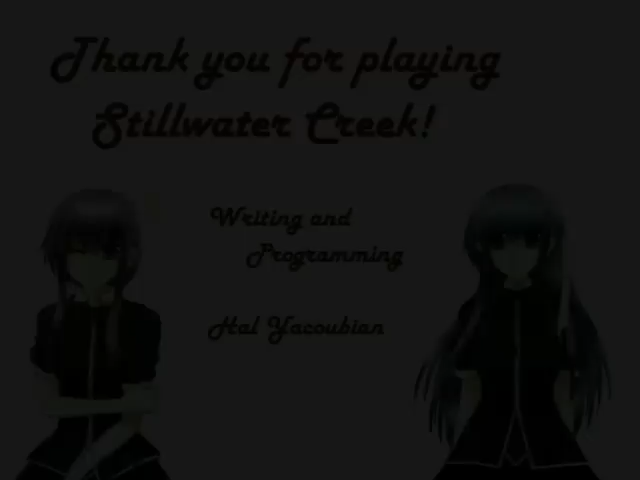 Thank you for playing
Stillwater Creek!
Writing and
Programming
Hal Yacoubian